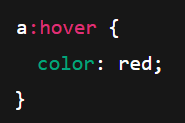 a:hover {
  color: red;
}